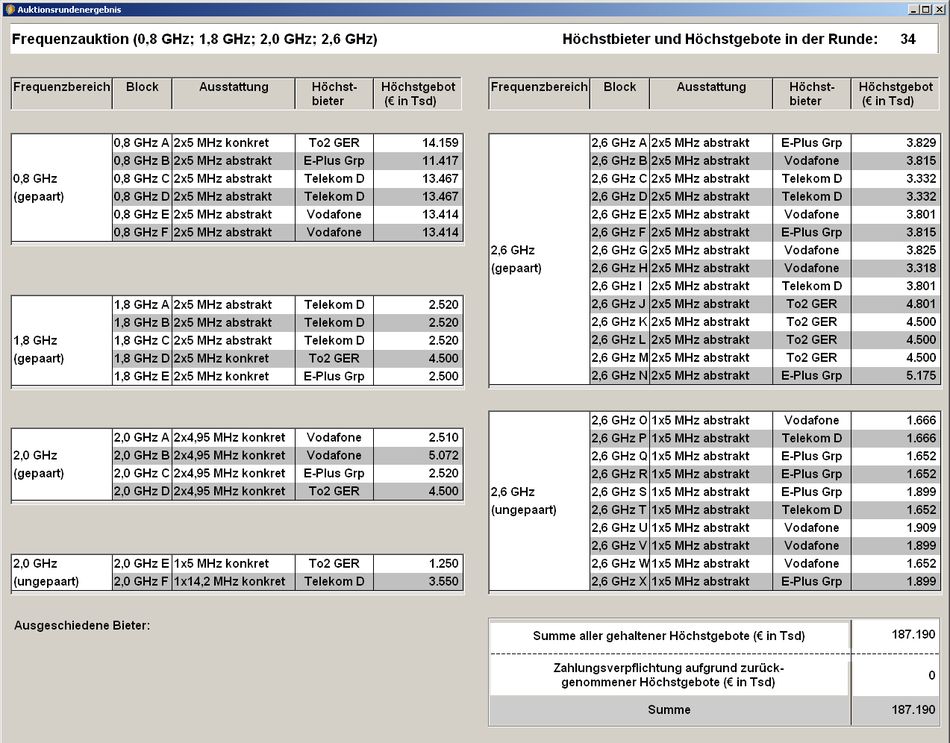 Auktionsrundenergebnis
Frequenzauktion (0,8 GHz; 1,8 GHz; 2,0 GHz; 2,6 GHz)
Höchstbieter und Höchstgebote in der Runde: 34
Frequenzbereich Block Ausstattung Höchst-bieter Höchstgebot (€ in Tsd)
0,8 GHz (gepaart)
0,8 GHz A 2x5 MHz konkret To2 GER 14.159
0,8 GHz B 2x5 MHz abstrakt E-Plus Grp 11.417
0,8 GHz C 2x5 MHz abstrakt Telekom D 13.467
0,8 GHz D 2x5 MHz abstrakt Telekom D 13.467
0,8 GHz E 2x5 MHz abstrakt Vodafone 13.414
0,8 GHz F 2x5 MHz abstrakt Vodafone 13.414
1,8 GHz (gepaart)
1,8 GHz A 2x5 MHz abstrakt Telekom D 2.520
1,8 GHz B 2x5 MHz abstrakt Telekom D 2.520
1,8 GHz C 2x5 MHz abstrakt Telekom D 2.520
1,8 GHz D 2x5 MHz konkret To2 GER 4.500
1,8 GHz E 2x5 MHz konkret E-Plus Grp 2.500
2,0 GHz (gepaart)
2,0 GHz A 2x4,95 MHz konkret Vodafone 2.510
2,0 GHz B 2x4,95 MHz konkret Vodafone 5.072
2,0 GHz C 2x4,95 MHz konkret E-Plus Grp 2.520
2,0 GHz D 2x4,95 MHz konkret To2 GER 4.500
2,0 GHz (ungepaart)
2,0 GHz E 1x5 MHz konkret To2 GER 1.250
2,0 GHz F 1x14,2 MHz konkret Telekom D 3.550
Ausgeschiedene Bieter:
Frequenzbereich Block Ausstattung Höchst-bieter Höchstgebot (€ in Tsd)
2,6 GHz (gepaart)
2,6 GHz A 2x5 MHz abstrakt E-Plus Grp 3.829
2,6 GHz B 2x5 MHz abstrakt Vodafone 3.815
2,6 GHz C 2x5 MHz abstrakt Telekom D 3.332
2,6 GHz D 2x5 MHz abstrakt Telekom D 3.332
2,6 GHz E 2x5 MHz abstrakt Vodafone 3.801
2,6 GHz F 2x5 MHz abstrakt E-Plus Grp 3.815
2,6 GHz G 2x5 MHz abstrakt Vodafone 3.825
2,6 GHz H 2x5 MHz abstrakt Vodafone 3.318
2,6 GHz I 2x5 MHz abstrakt Telekom D 3.801
2,6 GHz J 2x5 MHz abstrakt To2 GER 4.801
2,6 GHz K 2x5 MHz abstrakt To2 GER 4.500
2,6 GHz L 2x5 MHz abstrakt To2 GER 4.500
2,6 GHz M 2x5 MHz abstrakt To2 GER 4.500
2,6 GHz N 2x5 MHz abstrakt E-Plus Grp 5.175
2,6 GHz (ungepaart)
2,6 GHz O 1x5 MHz abstrakt Vodafone 1.666
2,6 GHz P 1x5 MHz abstrakt Telekom D 1.666
2,6 GHz Q 1x5 MHz abstrakt E-Plus Grp 1.652
2,6 GHz R 1x5 MHz abstrakt E-Plus Grp 1.652
2,6 GHz S 1x5 MHz abstrakt E-Plus Grp 1.899
2,6 GHz T 1x5 MHz abstrakt Telekom D 1.652
2,6 GHz U 1x5 MHz abstrakt Vodafone 1.909
2,6 GHz V 1x5 MHz abstrakt Vodafone 1.899
2,6 GHz W 1x5 MHz abstrakt Vodafone 1.652
2,6 GHz X 1x5 MHz abstrakt E-Plus Grp 1.899
Summe aller gehaltener Höchstgebote (€ in Tsd) 187.190
Zahlungsverpflichtung aufgrund zurück-
genommener Höchstgebote (€ in Tsd) 0
Summe 187.190